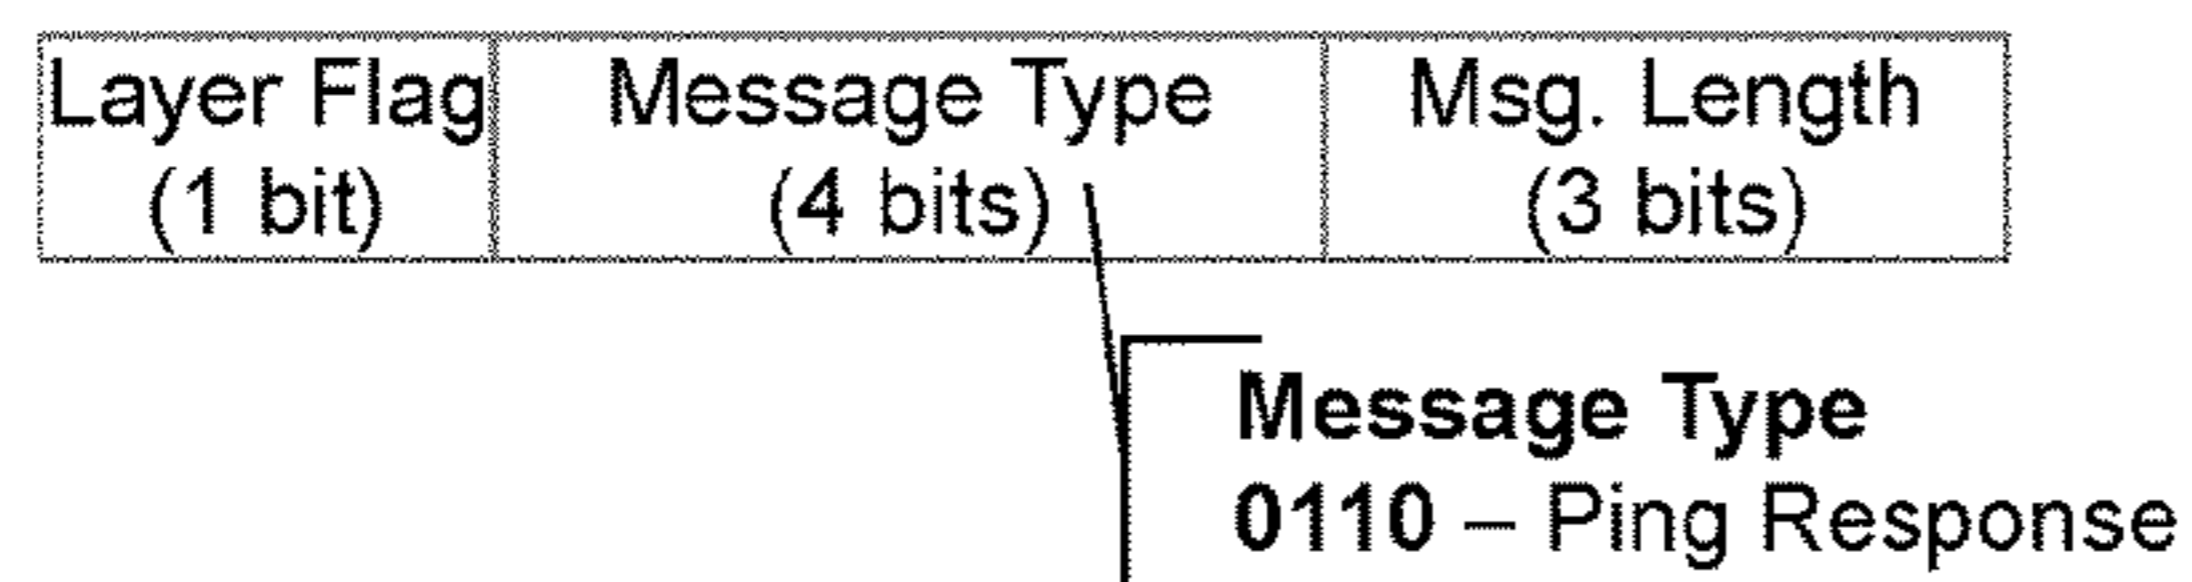 Layer Flag
(1 bit)
Message Type
(4 bits)
Msg. Length
(3 bits)
Message Type
0110 – Ping Response